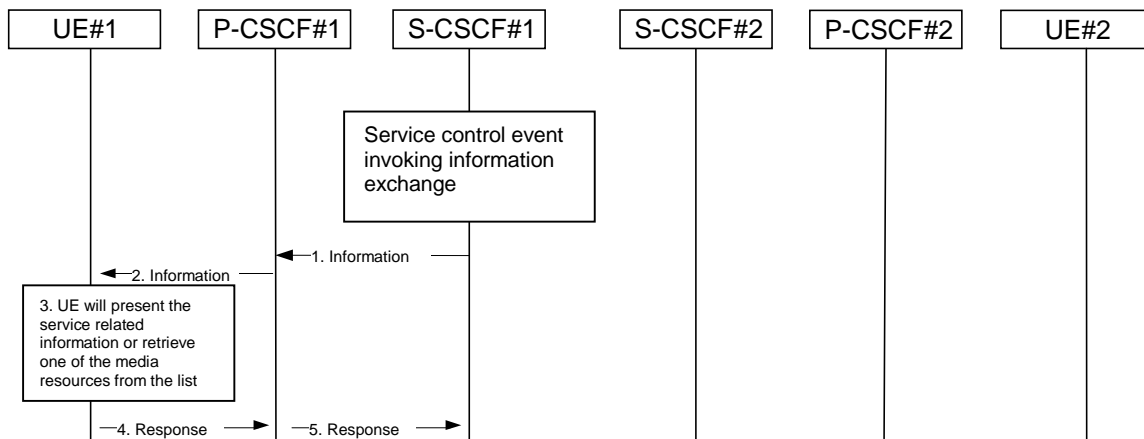 UE#1
P-CSCF#1
S-CSCF#1
S-CSCF#2
P-CSCF#2
UE#2
Service control event
invoking information
exchange
1. Information
2. Information
3. UE will present the
service related
information or retrieve
one of the media
resources from the list
4. Response
5. Response